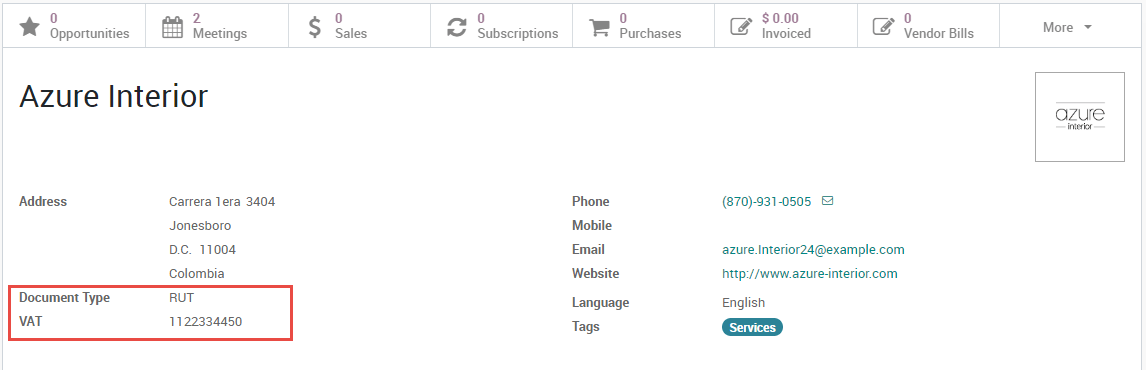 0 Opportunities
2 Meetings
0 Sales
0 Subscriptions
0 Purchases
$ 0.00 Invoiced
0 Vendor Bills
More
Azure Interior
azure
interior
Address Carrera 1era 3404
Jonesboro
D.C. 11004
Colombia
Document Type RUT
VAT 1122334450
Phone (870)-931-0505
Mobile
Email azure.Interior24@example.com
Website http://www.azure-interior.com
Language English
Tags Services